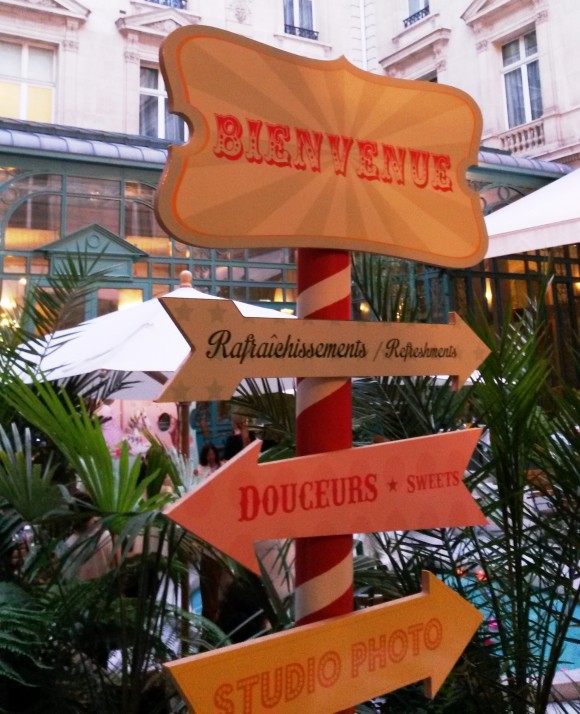 BIENVENUE
Rafraîchissements / Refreshments
DOUCEURS ★ SWEETS
STUDIO PHOTO